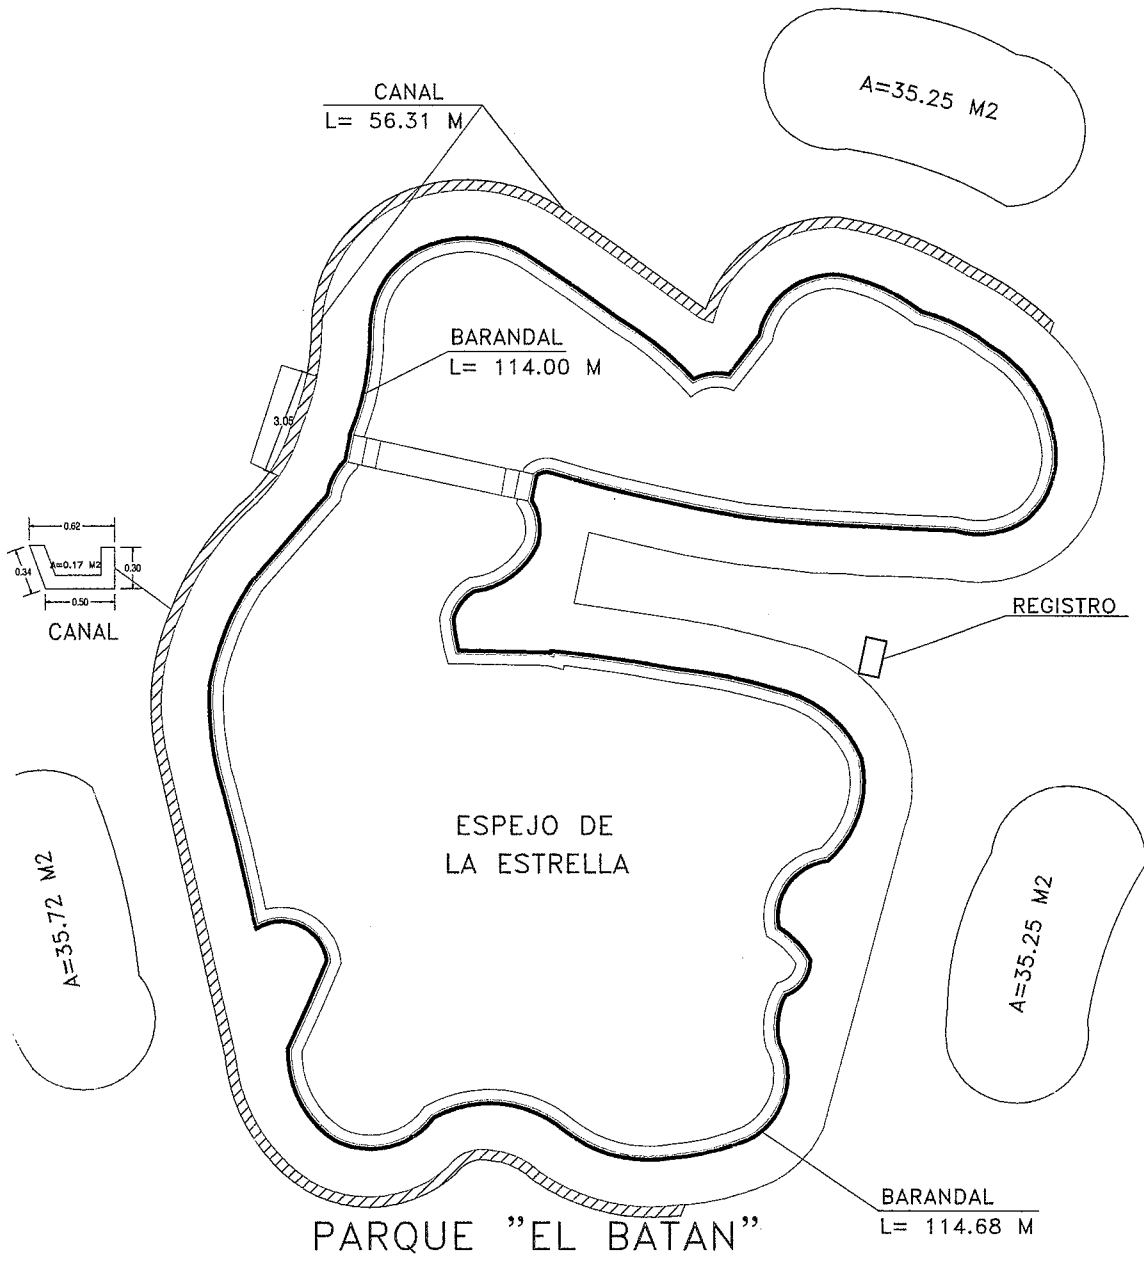 A=35.25 M2
CANAL
L= 56.31 M
BARANDAL
L= 114.00 M
3.05
0.62
A=0.17 M2
0.34
0.30
0.50
CANAL
REGISTRO
ESPEJO DE
LA ESTRELLA
A=35.72 M2
A=35.25 M2
BARANDAL
L= 114.68 M
PARQUE "EL BATAN"